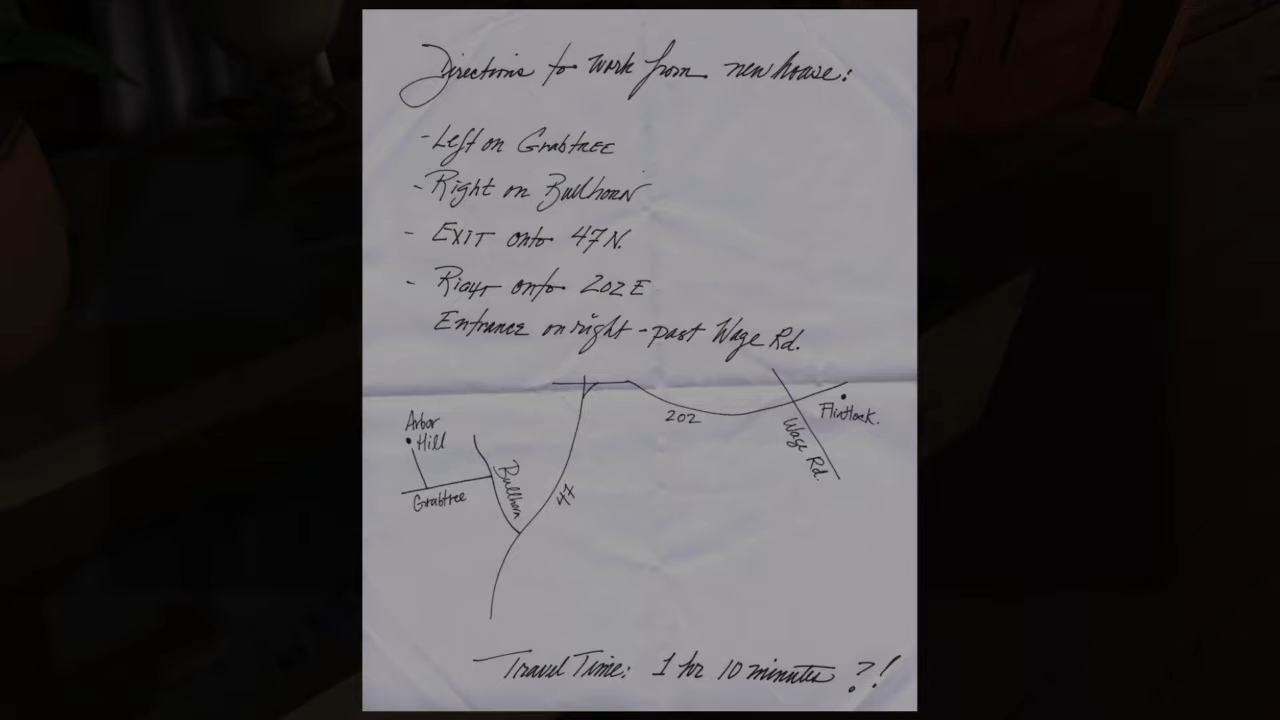 Directions to work from new house:
- Left on Grabtree
- Right on Bullhorn
- Exit onto 47 N.
- Right onto 202 E
Entrance on right - past Wage Rd.
202
Flintlock.
Arbor
Hill
Wage Rd.
Bullhorn
Grabtree
47
Travel Time: 1 hr 10 minutes ?!